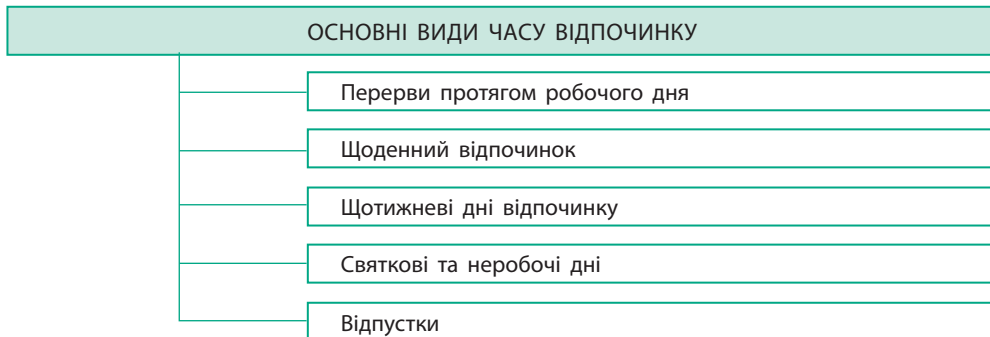 ОСНОВНІ ВИДИ ЧАСУ ВІДПОЧИНКУ
Перерви протягом робочого дня
Щоденний відпочинок
Щотижневі дні відпочинку
Святкові та неробочі дні
Відпустки